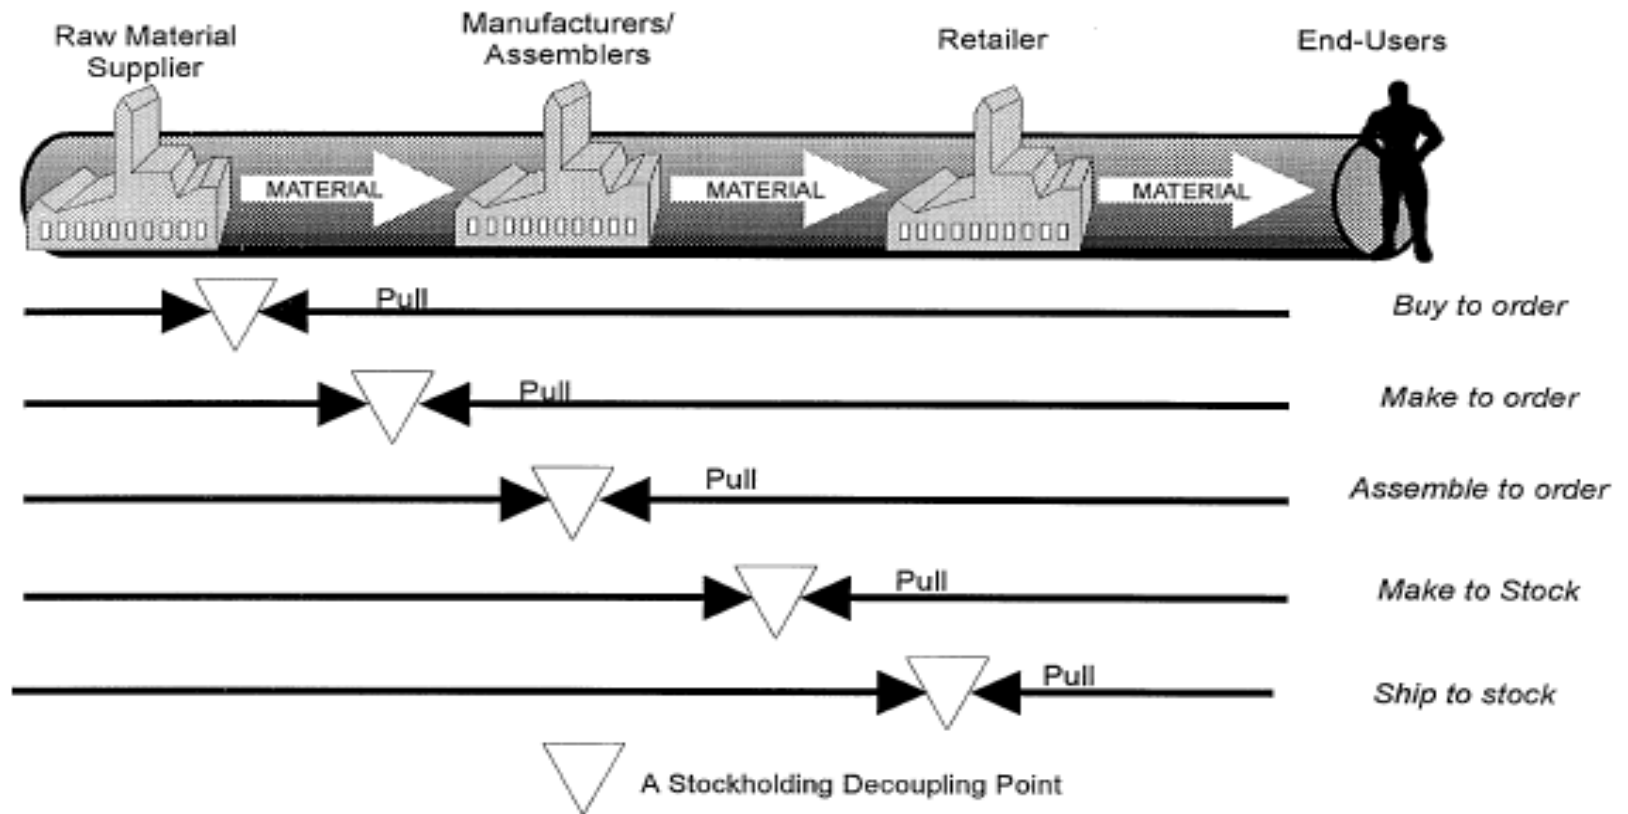 Raw Material
Supplier
Manufacturers/
Assemblers
Retailer
End-Users
MATERIAL
MATERIAL
MATERIAL
Pull
Buy to order
Pull
Make to order
Pull
Assemble to order
Pull
Make to Stock
Pull
Ship to stock
A Stockholding Decoupling Point